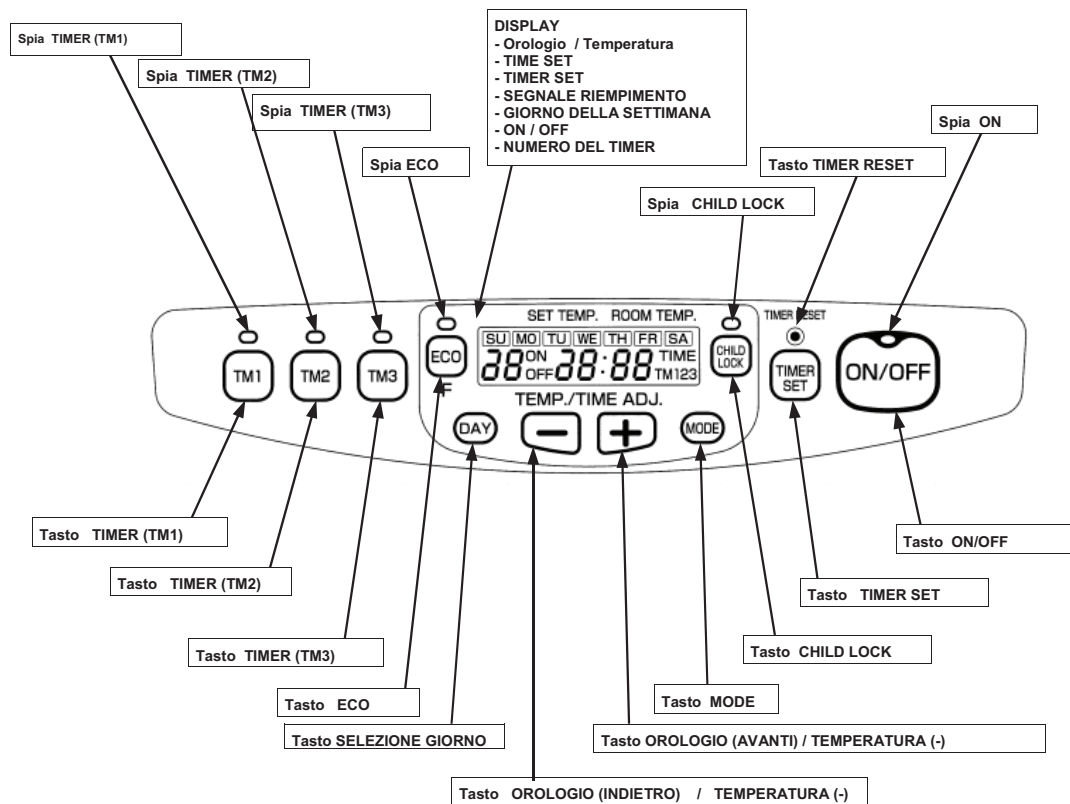 Spia TIMER (TM1)
Spia TIMER (TM2)
Spia TIMER (TM3)
Spia ECO
DISPLAY
- Orologio / Temperatura
- TIME SET
- TIMER SET
- SEGNALE RIEMPIMENTO
- GIORNO DELLA SETTIMANA
- ON / OFF
- NUMERO DEL TIMER
Spia CHILD LOCK
Tasto TIMER RESET
Spia ON
SET TEMP. ROOM TEMP.
TIMER RESET
SU MO TU WE TH FR SA
TM1
TM2
TM3
ECO
F
38 ON OFF 38:88 TIME TM123
CHILD LOCK
TIMER SET
ON/OFF
TEMP./TIME ADJ.
DAY
−
+
MODE
Tasto TIMER (TM1)
Tasto TIMER (TM2)
Tasto TIMER (TM3)
Tasto ECO
Tasto SELEZIONE GIORNO
Tasto OROLOGIO (INDIETRO) / TEMPERATURA (-)
Tasto OROLOGIO (AVANTI) / TEMPERATURA (-)
Tasto MODE
Tasto CHILD LOCK
Tasto TIMER SET
Tasto ON/OFF